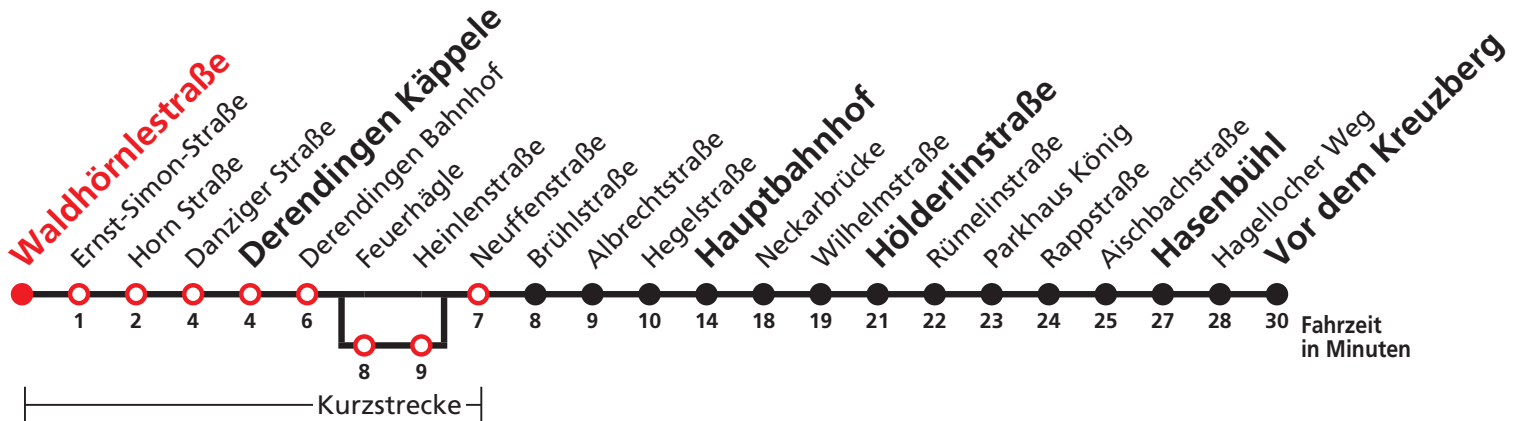 Waldhörnlestraße
Ernst-Simon-Straße
Horn Straße
Danziger Straße
Derendingen Käppele
Derendingen Bahnhof
Feuerhägle
Heinlenstraße
Neuffenstraße
Brühlstraße
Albrechtstraße
Hegelstraße
Hauptbahnhof
Neckarbrücke
Wilhelmstraße
Hölderlinstraße
Rümelinstraße
Parkhaus König
Rappstraße
Aischbachstraße
Hasenbühl
Hagellocher Weg
Vor dem Kreuzberg
1 2 4 4 6 7 8 9 10 14 18 19 21 22 23 24 25 27 28 30
Fahrzeit
in Minuten
8 9
Kurzstrecke